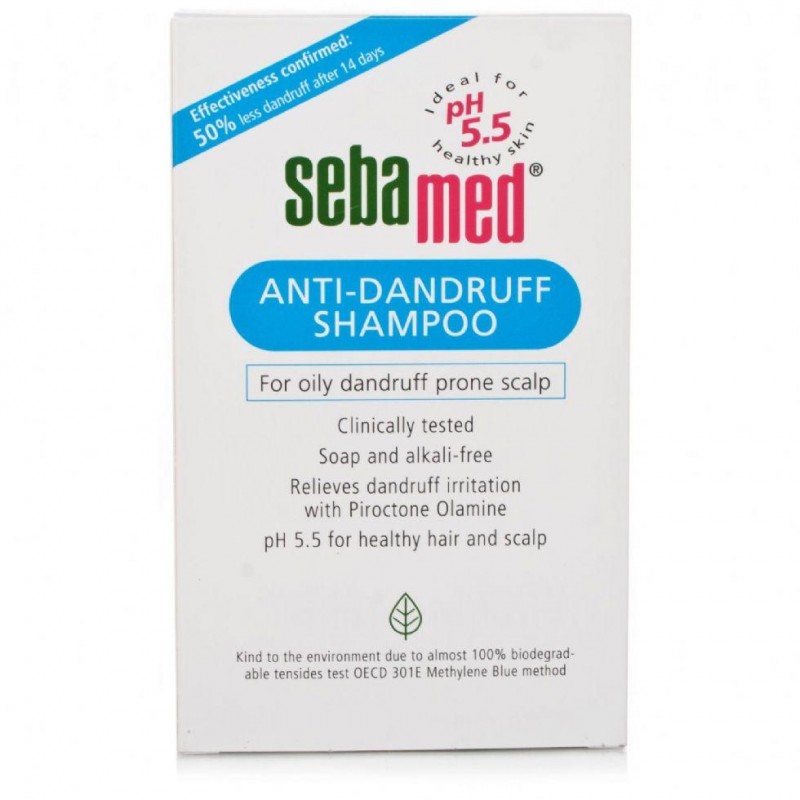 Effectiveness confirmed:
50% less dandruff after 14 days
Ideal for
pH
5.5
healthy skin
sebamed®
ANTI-DANDRUFF
SHAMPOO
For oily dandruff prone scalp
Clinically tested
Soap and alkali-free
Relieves dandruff irritation
with Piroctone Olamine
pH 5.5 for healthy hair and scalp
Kind to the environment due to almost 100% biodegrad-
able tensides test OECD 301E Methylene Blue method